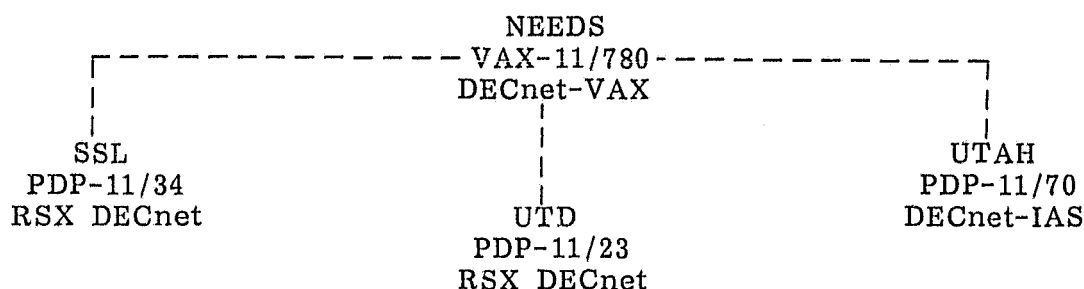 NEEDS
VAX-11/780
DECnet-VAX
SSL
PDP-11/34
RSX DECnet
UTD
PDP-11/23
RSX DECnet
UTAH
PDP-11/70
DECnet-IAS